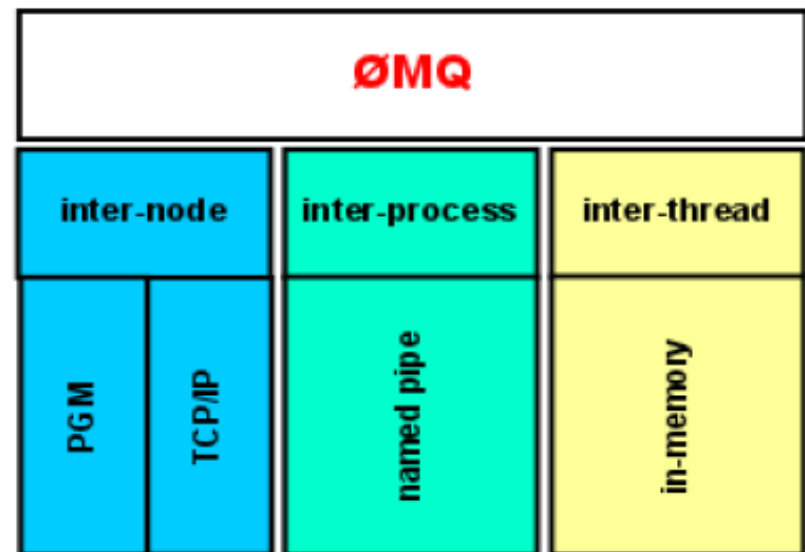 ØMQ
inter-node
inter-process
inter-thread
PGM
TCP/IP
named pipe
in-memory